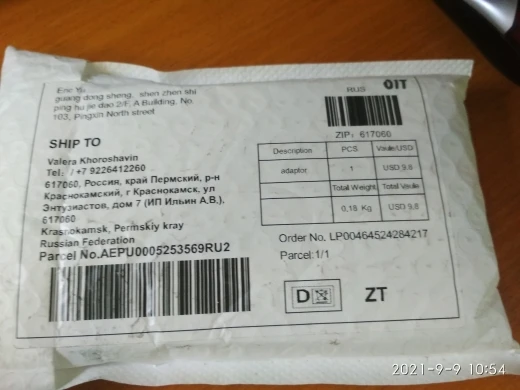 Eric Yu
guang dong sheng, shen zhen shi
ping hu jie dao 2/F, A Building, No.
103, Pingxin North street
RUS
OIT
ZIP: 617060
SHIP TO
Valera Khoroshavin
Tel: / +7 9226412260
617060, Россия, край Пермский, р-н
Краснокамский, г Краснокамск, ул
Энтузиастов, дом 7 (ИП Ильин А.В.),
617060
Krasnokamsk, Permskiy kray
Russian Federation
Parcel No.AEPU0005253569RU2
Description PCS Vaule/USD
adaptor 1 USD 9.8
Total Weight Total Vaule
0,18 Kg USD 9,8
Order No. LP00464524284217
Parcel:1/1
D ZT
2021-9-9 10:54